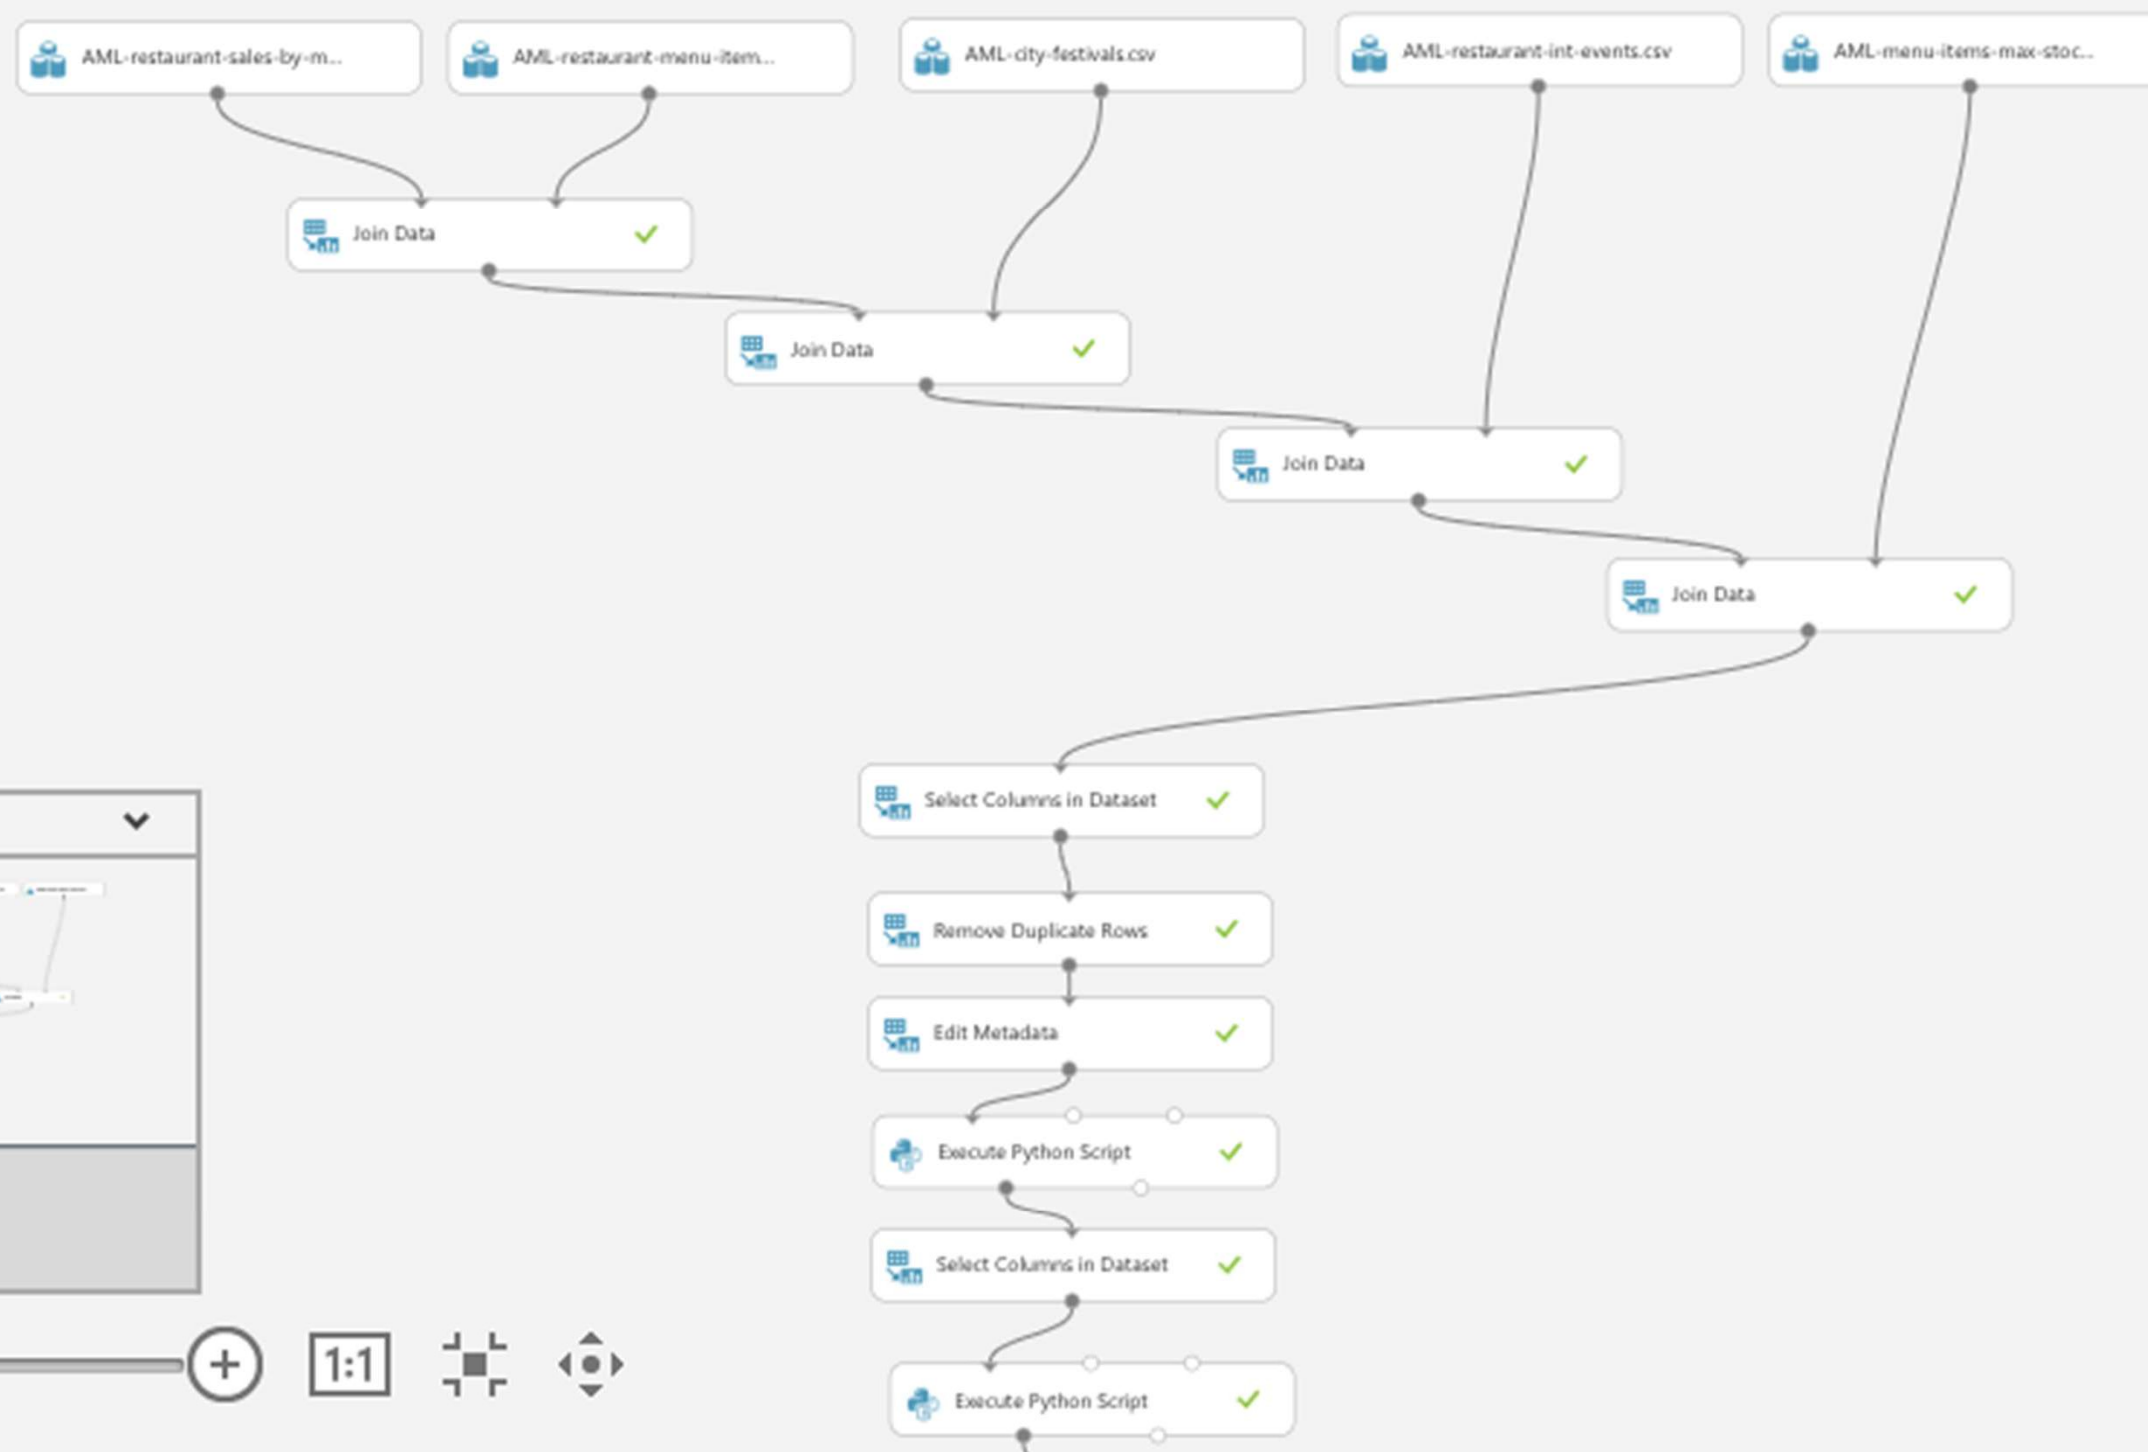 AML-restaurant-sales-by-m...
AML-restaurant-menu-item...
AML-city-festivals.csv
AML-restaurant-int-events.csv
AML-menu-items-max-stoc...
Join Data
Join Data
Join Data
Join Data
Select Columns in Dataset
Remove Duplicate Rows
Edit Metadata
Execute Python Script
Select Columns in Dataset
1:1
Execute Python Script